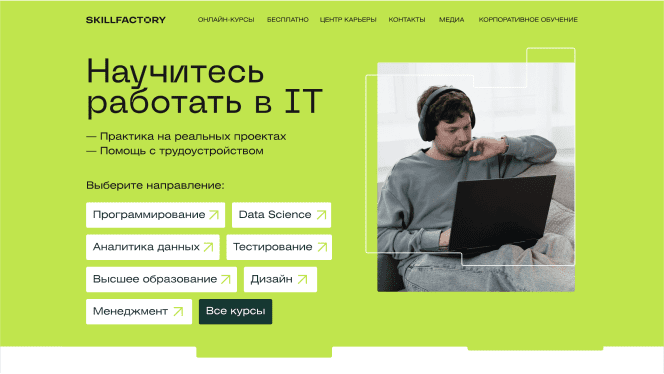 SKILLFACTORY
ОНЛАЙН-КУРСЫ БЕСПЛАТНО ЦЕНТР КАРЬЕРЫ КОНТАКТЫ МЕДИА КОРПОРАТИВНОЕ ОБУЧЕНИЕ
Научитесь
работать в IT
— Практика на реальных проектах
— Помощь с трудоустройством
Выберите направление:
Программирование Data Science
Аналитика данных Тестирование
Высшее образование Дизайн
Менеджмент Все курсы